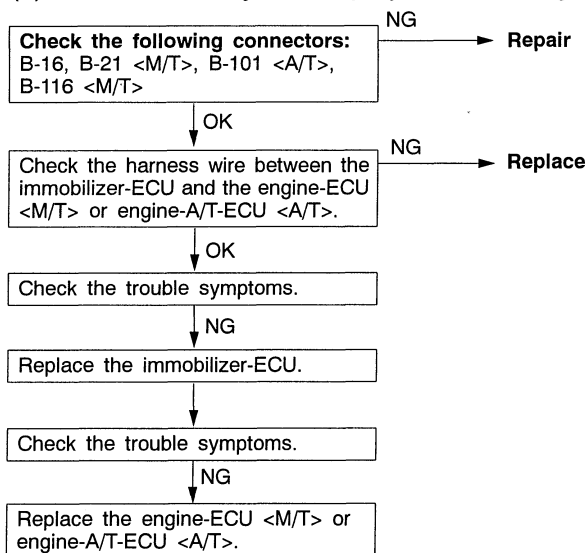 NG
Check the following connectors:
Repair
B-16, B-21 <M/T>, B-101 <A/T>,
B-116 <M/T>
OK
NG
Check the harness wire between the
Replace
immobilizer-ECU and the engine-ECU
<M/T> or engine-A/T-ECU <A/T>.
OK
Check the trouble symptoms.
NG
Replace the immobilizer-ECU.
Check the trouble symptoms.
NG
Replace the engine-ECU <M/T> or
engine-A/T-ECU <A/T>.